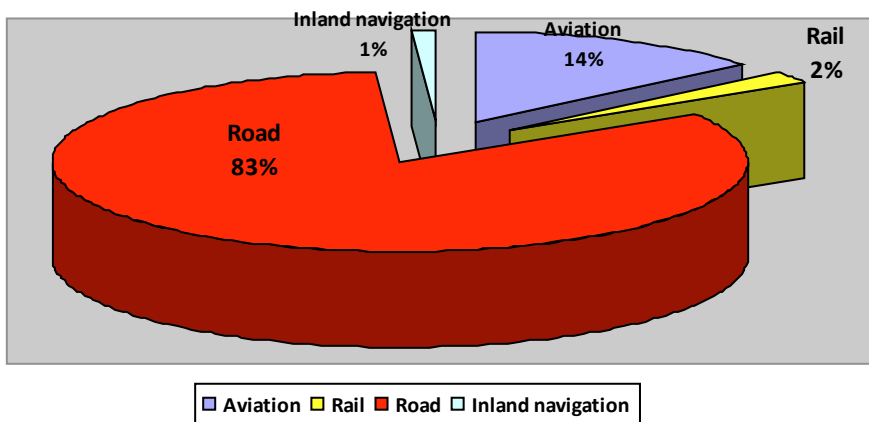 Inland navigation
1%
Aviation
14%
Rail
2%
Road
83%
Aviation Rail Road Inland navigation